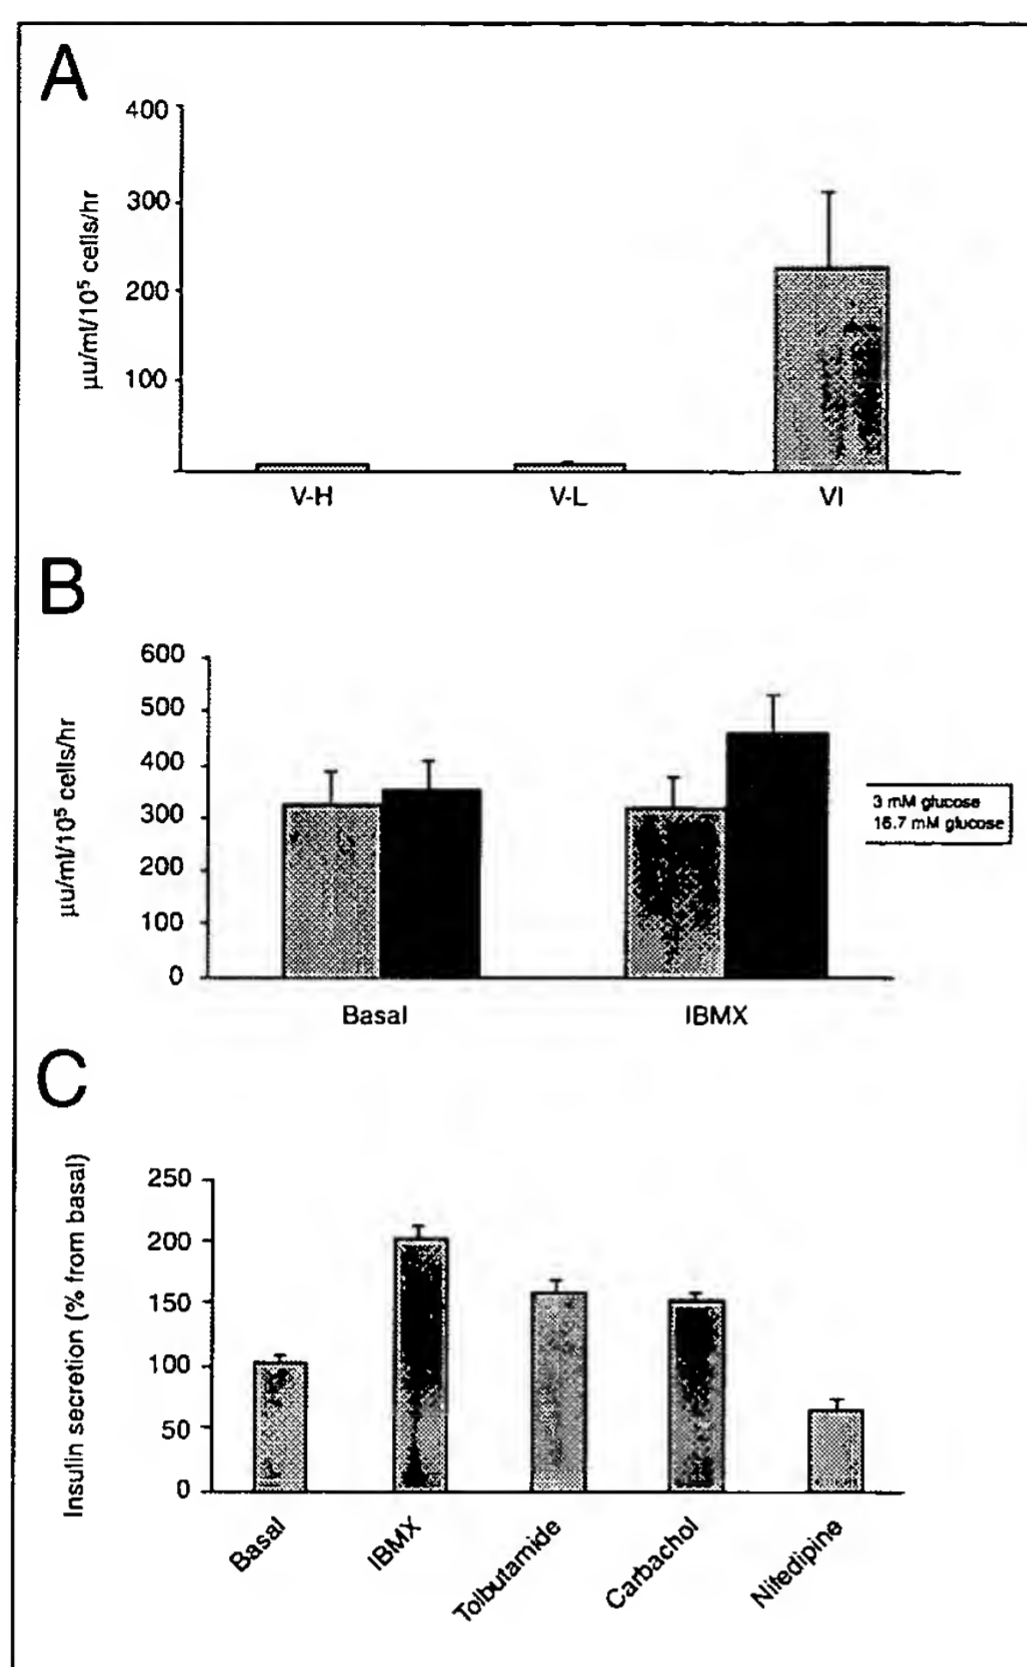 A
µu/ml/10⁵ cells/hr
400
300
200
100
V-H V-L VI
B
µu/ml/10⁵ cells/hr
600
500
400
300
200
100
0
Basal IBMX
3 mM glucose
16.7 mM glucose
C
Insulin secretion (% from basal)
250
200
150
100
50
0
Basal
IBMX
Tolbutamide
Carbachol
Nifedipine